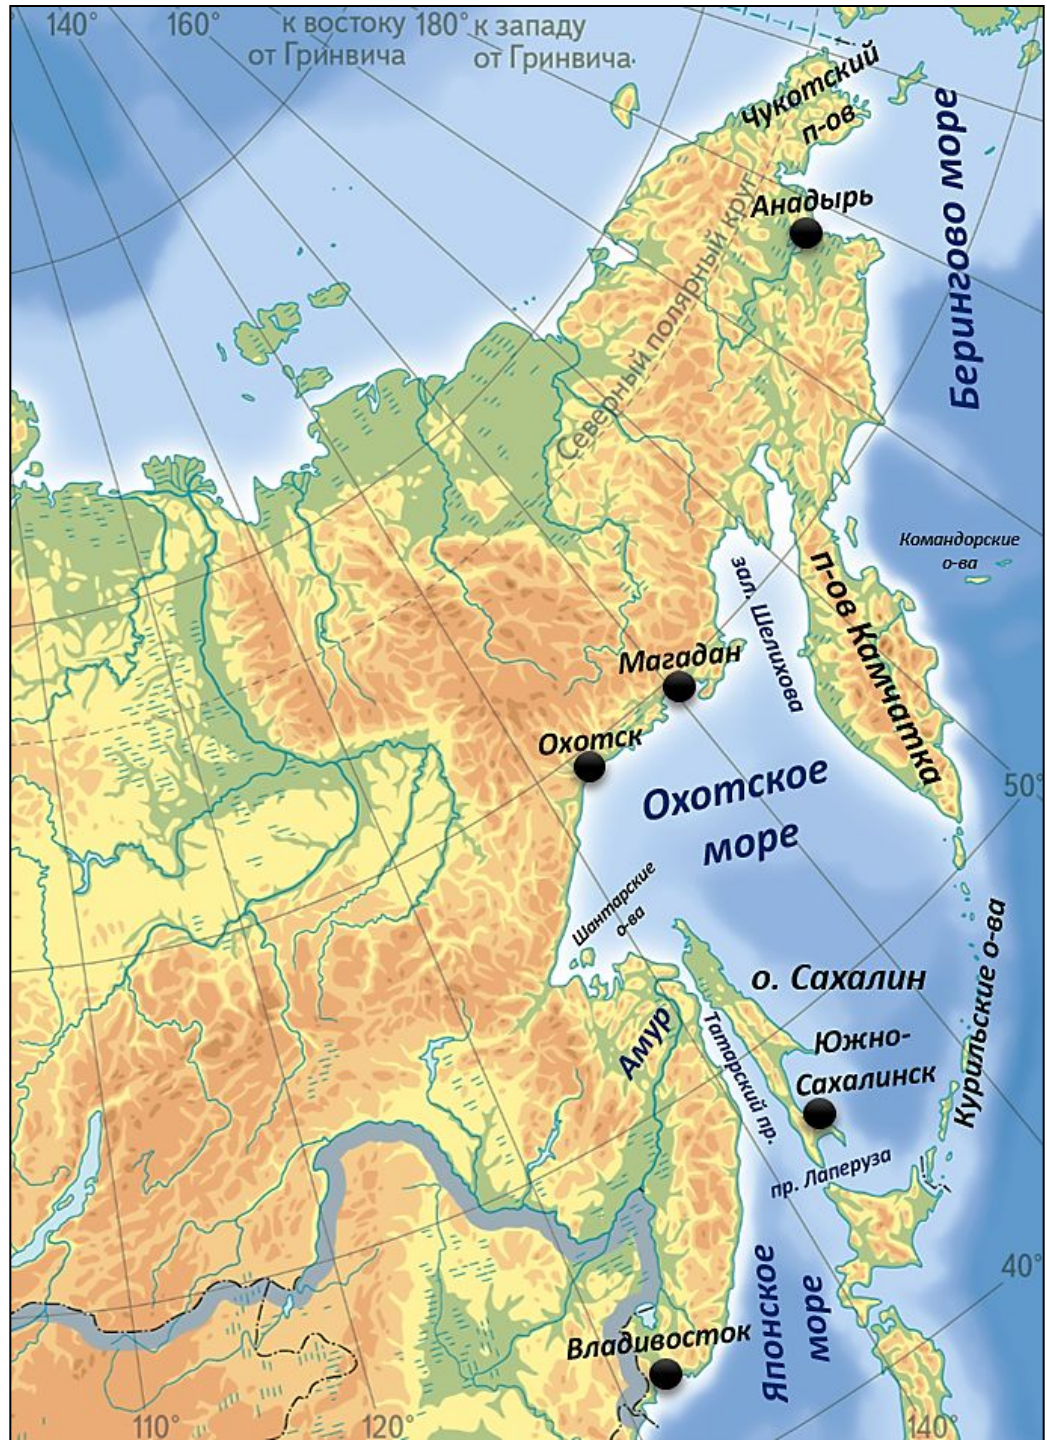 140°
160°
к востоку
от Гринвича
180°
к западу
от Гринвича
Чукотский
п-ов
Анадырь
Берингово море
Северный полярный круг
Командорские
о-ва
зал. Шелихова
п-ов Камчатка
Магадан
Охотск
Охотское
море
50°
Шантарские
о-ва
о. Сахалин
Курильские о-ва
Амур
Татарский пр.
Южно-
Сахалинск
пр. Лаперуза
40°
Японское
море
Владивосток
110°
120°
140°